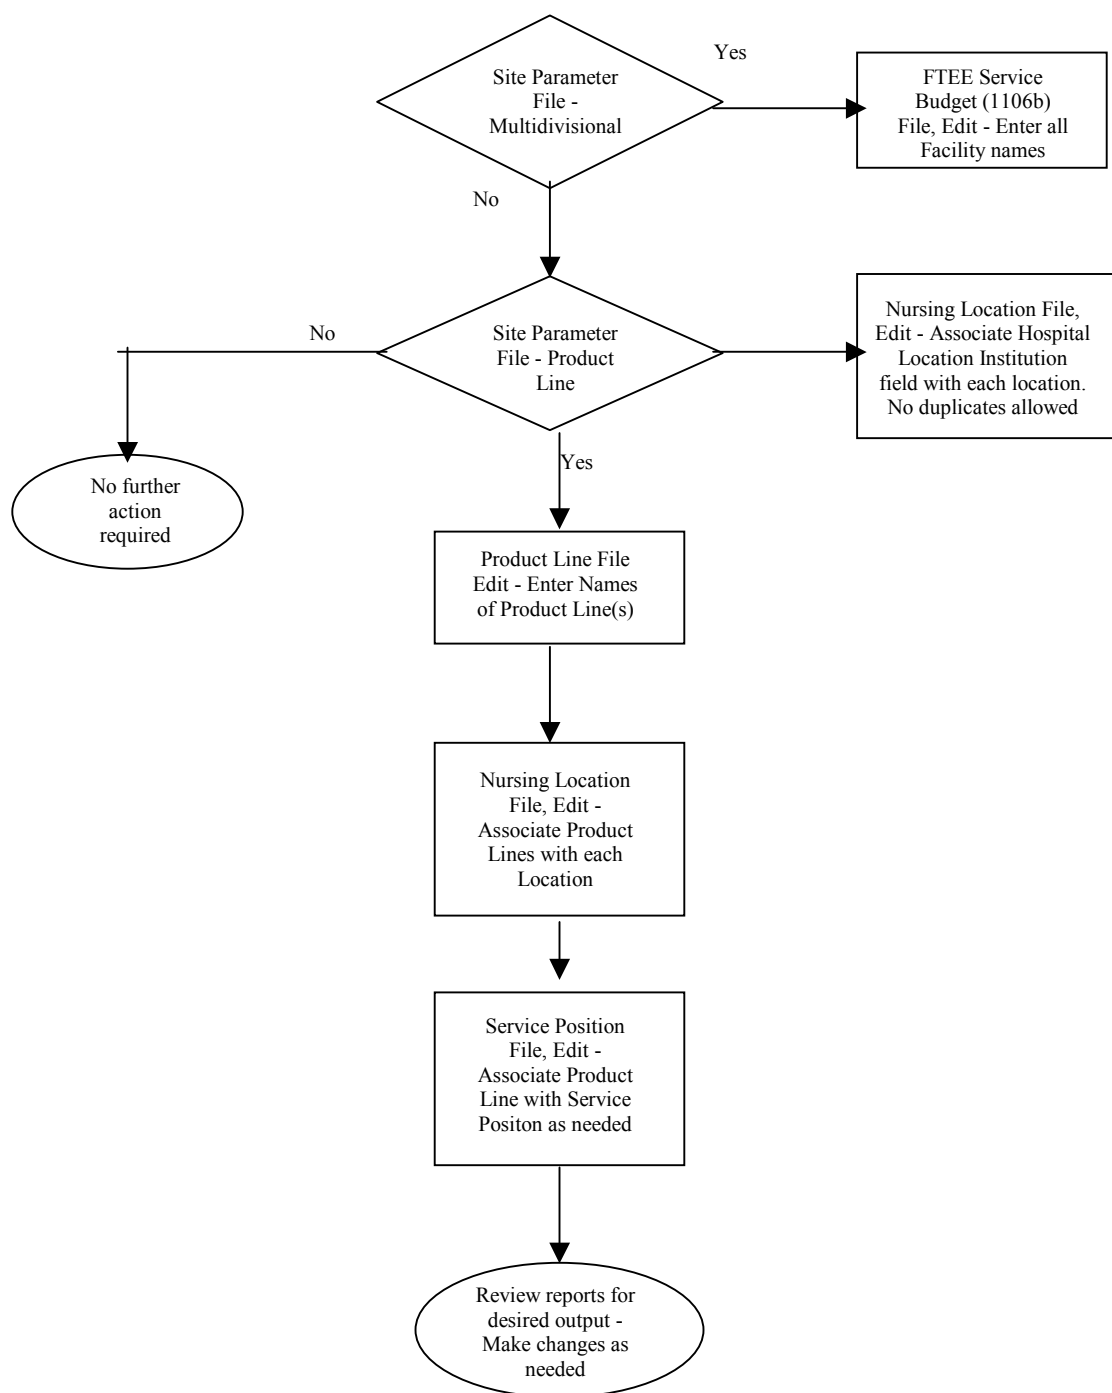 Yes
Site Parameter
File -
Multidivisional
FTEE Service
Budget (1106b)
File, Edit - Enter all
Facility names
No
No
Site Parameter
File - Product
Line
Nursing Location File,
Edit - Associate Hospital
Location Institution
field with each location.
No duplicates allowed
Yes
No further
action
required
Product Line File
Edit - Enter Names
of Product Line(s)
Nursing Location
File, Edit -
Associate Product
Lines with each
Location
Service Position
File, Edit -
Associate Product
Line with Service
Positon as needed
Review reports for
desired output -
Make changes as
needed